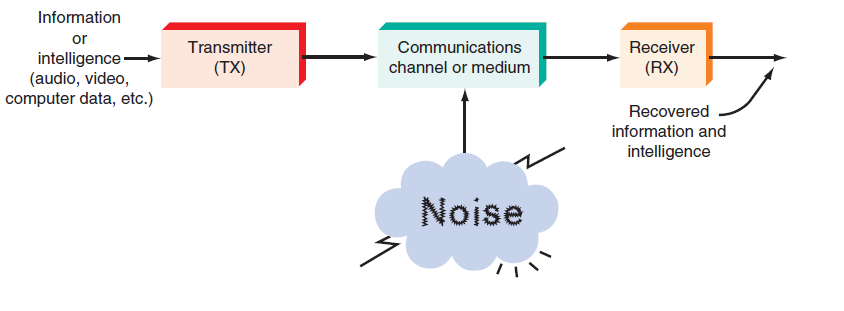 Information
or
intelligence
(audio, video,
computer data, etc.)
Transmitter
(TX)
Communications
channel or medium
Receiver
(RX)
Recovered
information and
intelligence
Noise